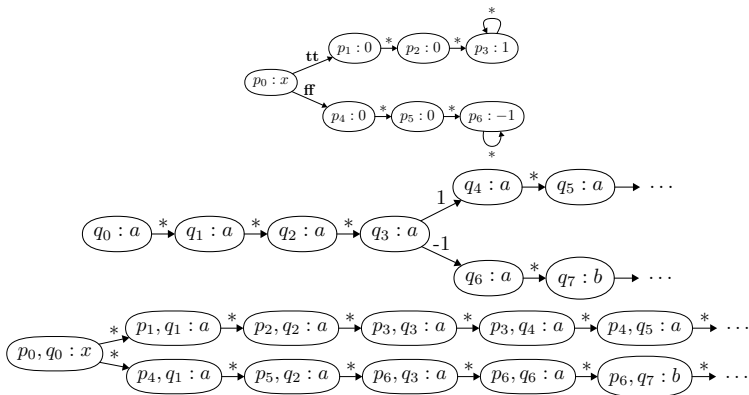 *
tt p₁ : 0 * p₂ : 0 * p₃ : 1
p₀ : x
ff p₄ : 0 * p₅ : 0 * p₆ : −1
*
q₄ : a * q₅ : a ⋯
1
q₀ : a * q₁ : a * q₂ : a * q₃ : a
-1
q₆ : a * q₇ : b ⋯
* p₁, q₁ : a * p₂, q₂ : a * p₃, q₃ : a * p₃, q₄ : a * p₄, q₅ : a * ⋯
p₀, q₀ : x
* p₄, q₁ : a * p₅, q₂ : a * p₆, q₃ : a * p₆, q₆ : a * p₆, q₇ : b * ⋯